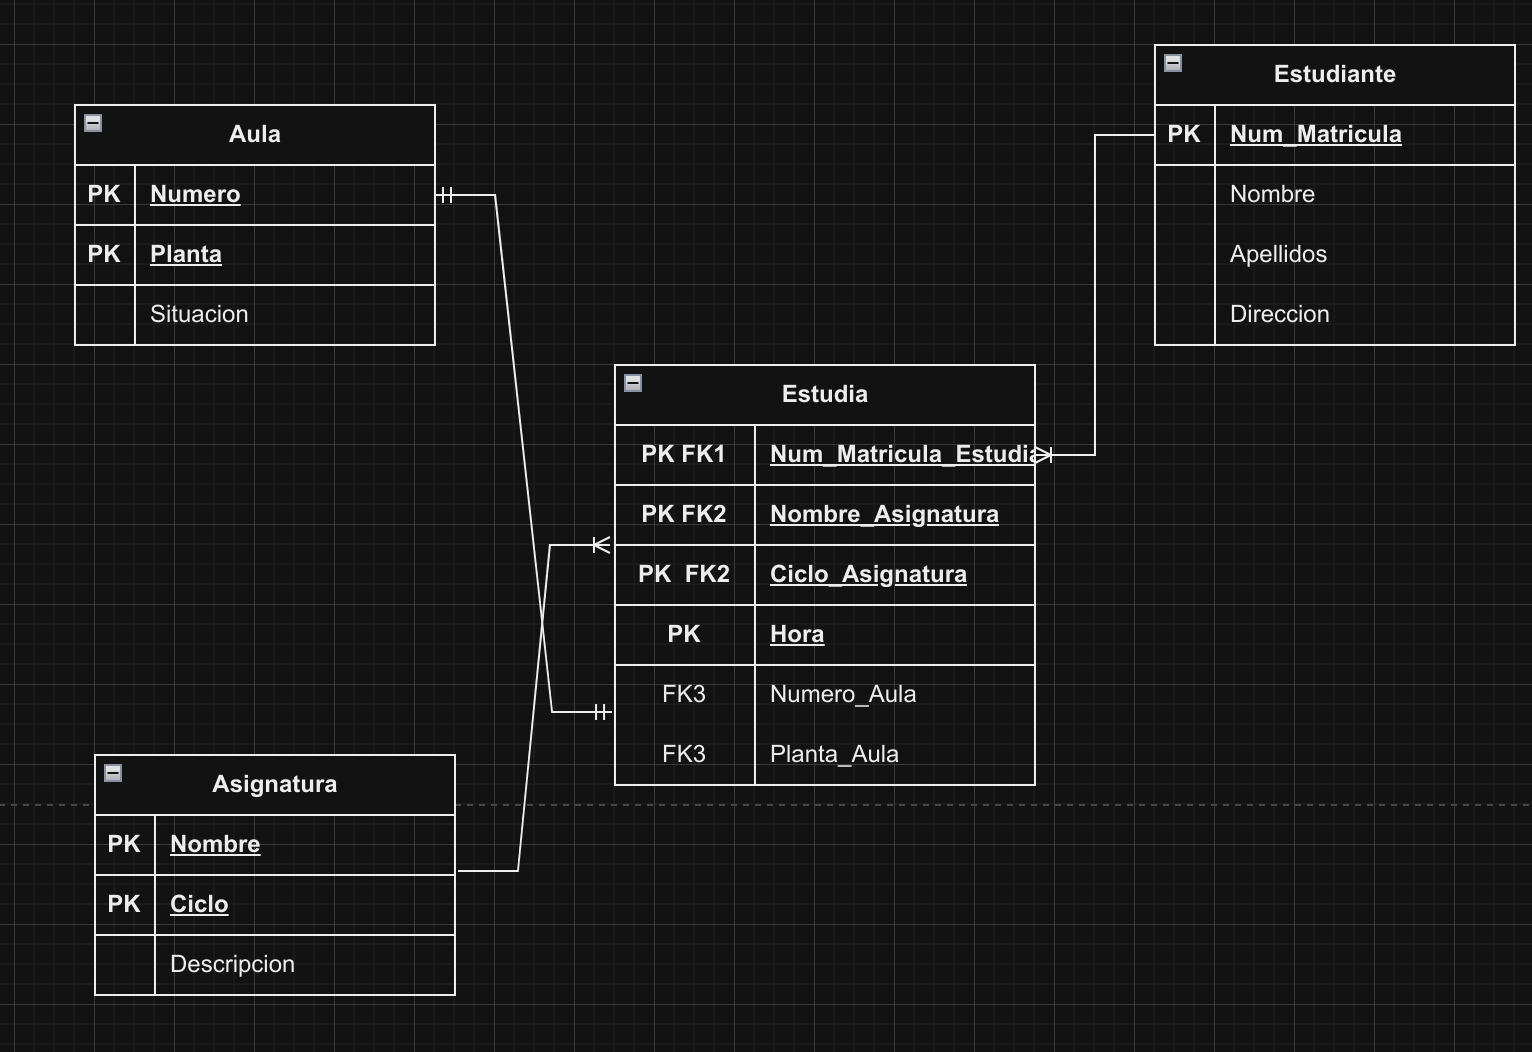 Aula
PK Numero
PK Planta
Situacion
Estudiante
PK Num_Matricula
Nombre
Apellidos
Direccion
Estudia
PK FK1 Num_Matricula_Estudia
PK FK2 Nombre_Asignatura
PK FK2 Ciclo_Asignatura
PK Hora
FK3 Numero_Aula
FK3 Planta_Aula
Asignatura
PK Nombre
PK Ciclo
Descripcion